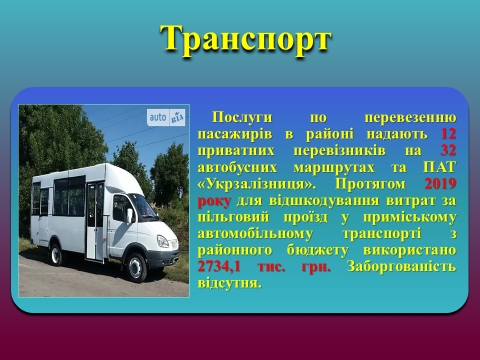 Транспорт
auto
RIA
Послуги по перевезенню
пасажирів в районі надають 12
приватних перевізників на 32
автобусних маршрутах та ПАТ
«Укрзалізниця». Протягом 2019
року для відшкодування витрат за
пільговий проїзд у приміському
автомобільному транспорті з
районного бюджету використано
2734,1 тис. грн. Заборгованість
відсутня.